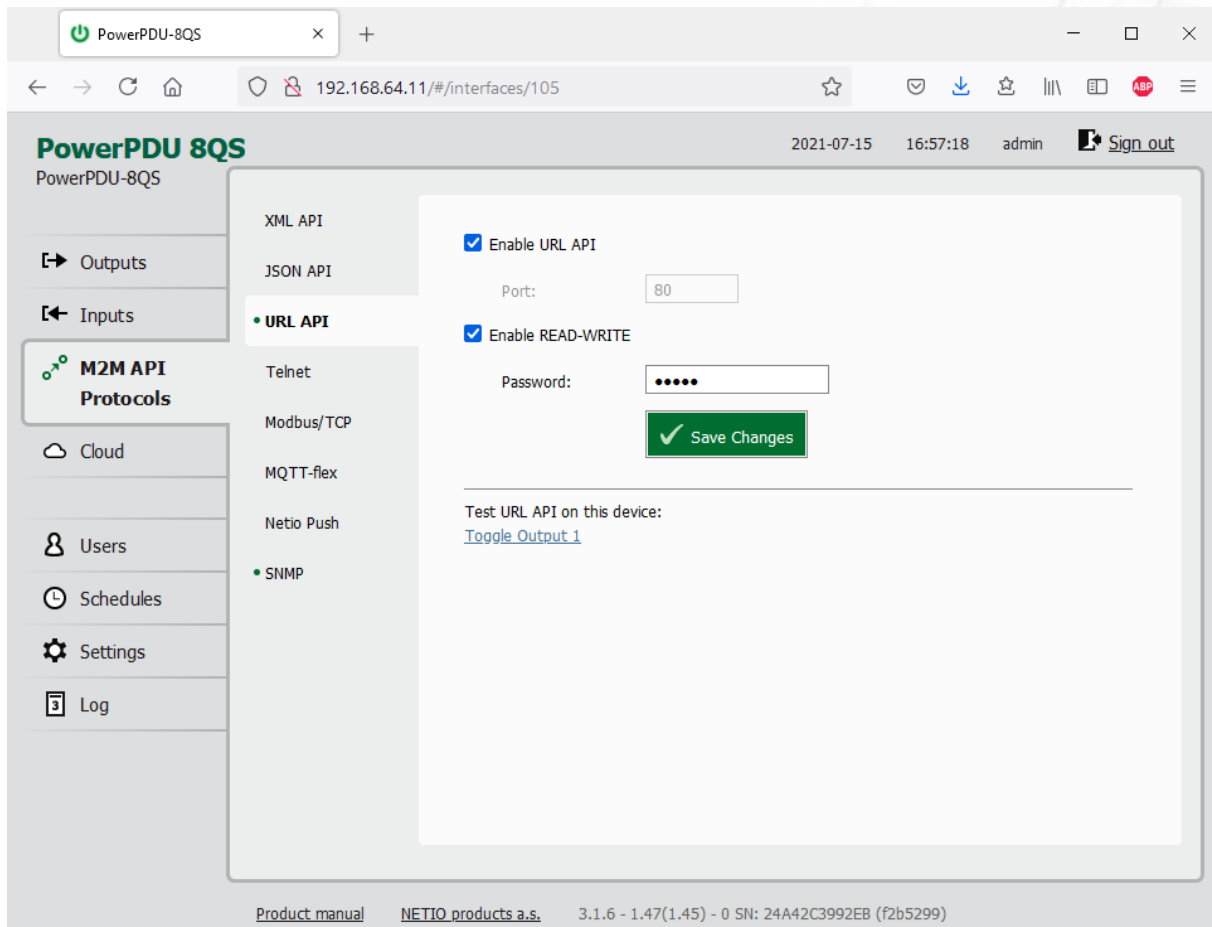 PowerPDU-8QS
192.168.64.11/#/interfaces/105
ABP
PowerPDU 8QS
2021-07-15 16:57:18 admin Sign out
PowerPDU-8QS
Outputs
Inputs
M2M API
Protocols
Cloud
Users
Schedules
Settings
3 Log
XML API
JSON API
• URL API
Telnet
Modbus/TCP
MQTT-flex
Netio Push
• SNMP
Enable URL API
Port: 80
Enable READ-WRITE
Password: •••••
Save Changes
Test URL API on this device:
Toggle Output 1
Product manual NETIO products a.s. 3.1.6 - 1.47(1.45) - 0 SN: 24A42C3992EB (f2b5299)